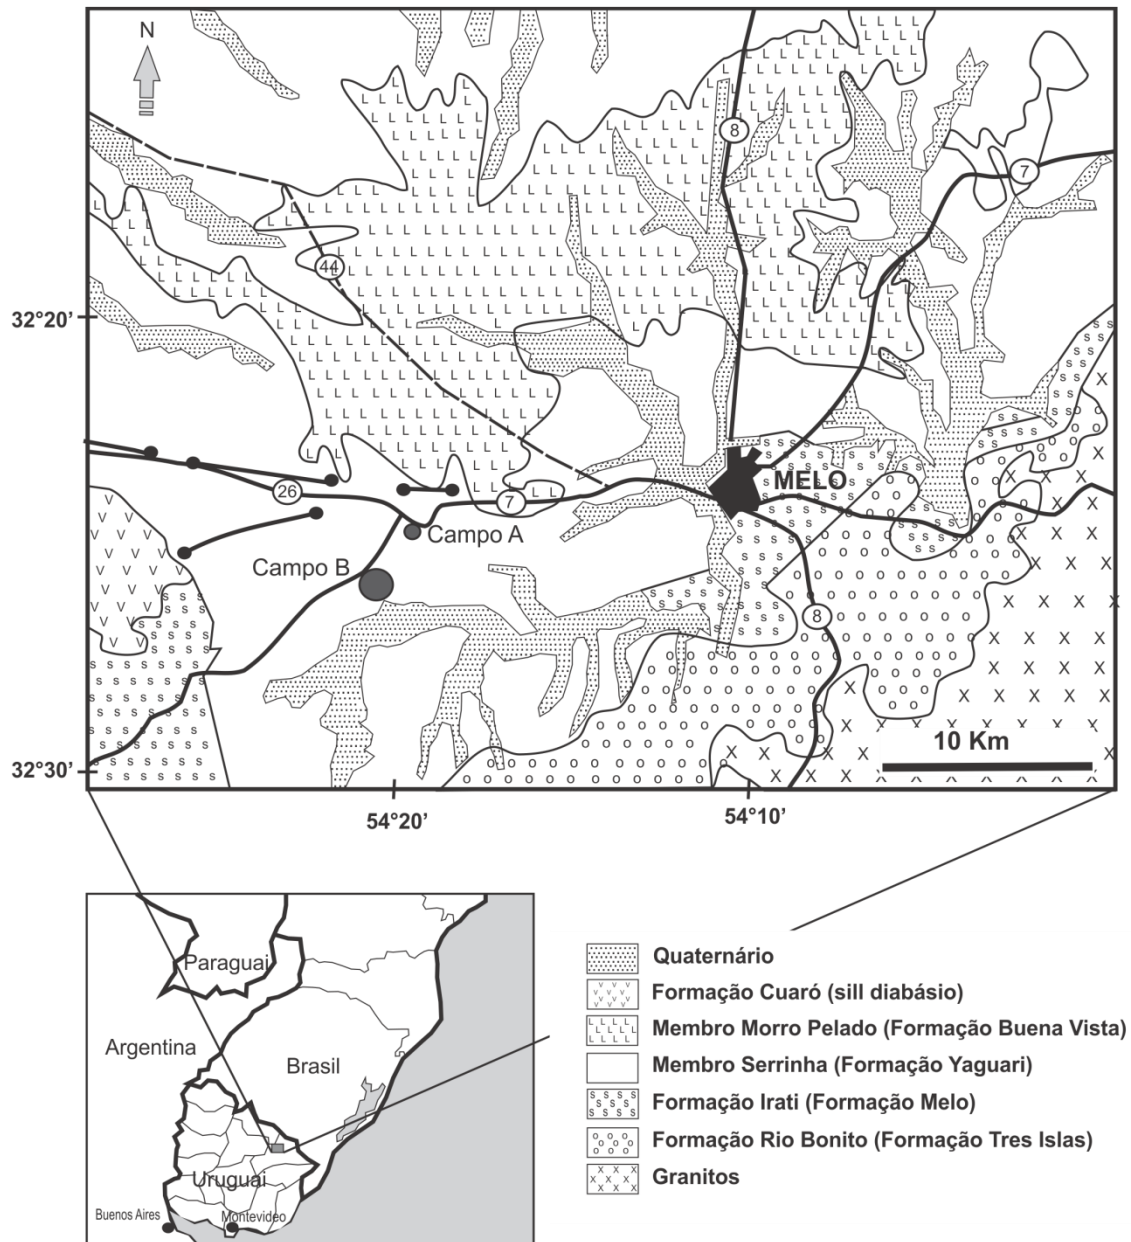 N
8
7
44
32°20'
MELO
26
7
Campo A
Campo B
8
10 Km
32°30'
54°20'
54°10'
Paraguai
Argentina
Brasil
Uruguai
Buenos Aires
Montevideo
Quaternário
Formação Cuaró (sill diabásio)
Membro Morro Pelado (Formação Buena Vista)
Membro Serrinha (Formação Yaguari)
Formação Irati (Formação Melo)
Formação Rio Bonito (Formação Tres Islas)
Granitos